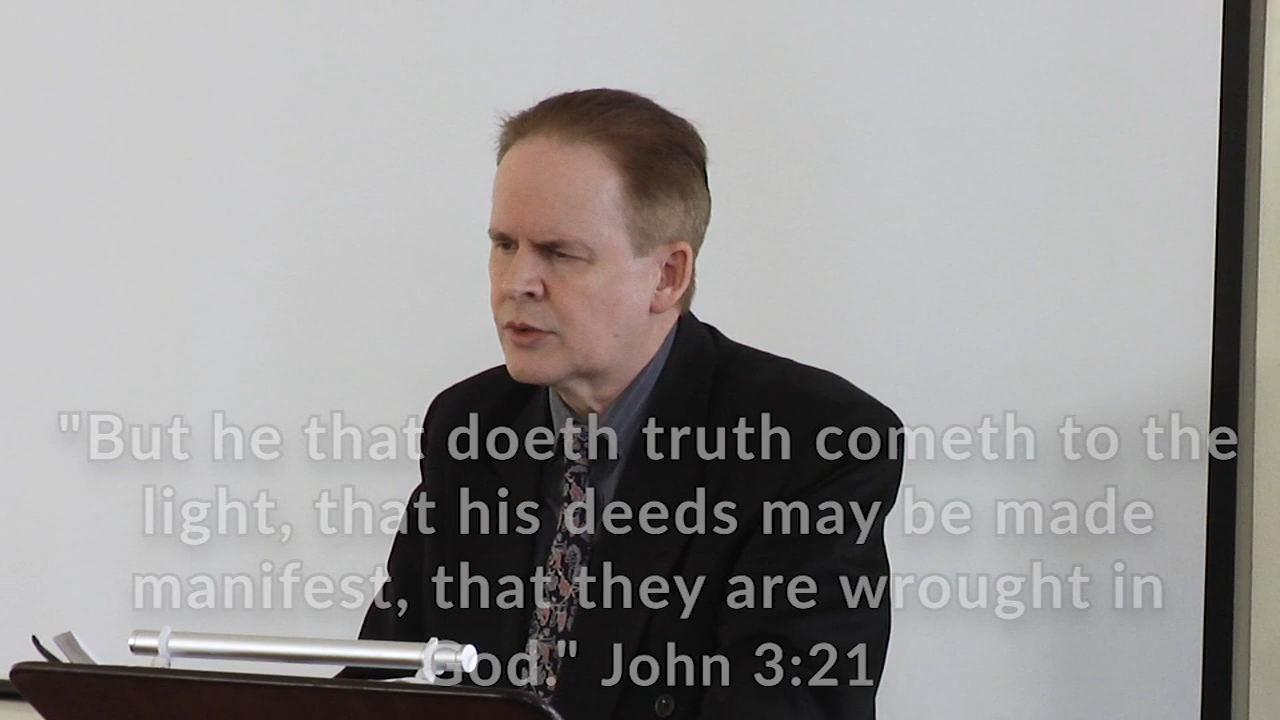 "But he that doeth truth cometh to the
light, that his deeds may be made
manifest, that they are wrought in
God." John 3:21